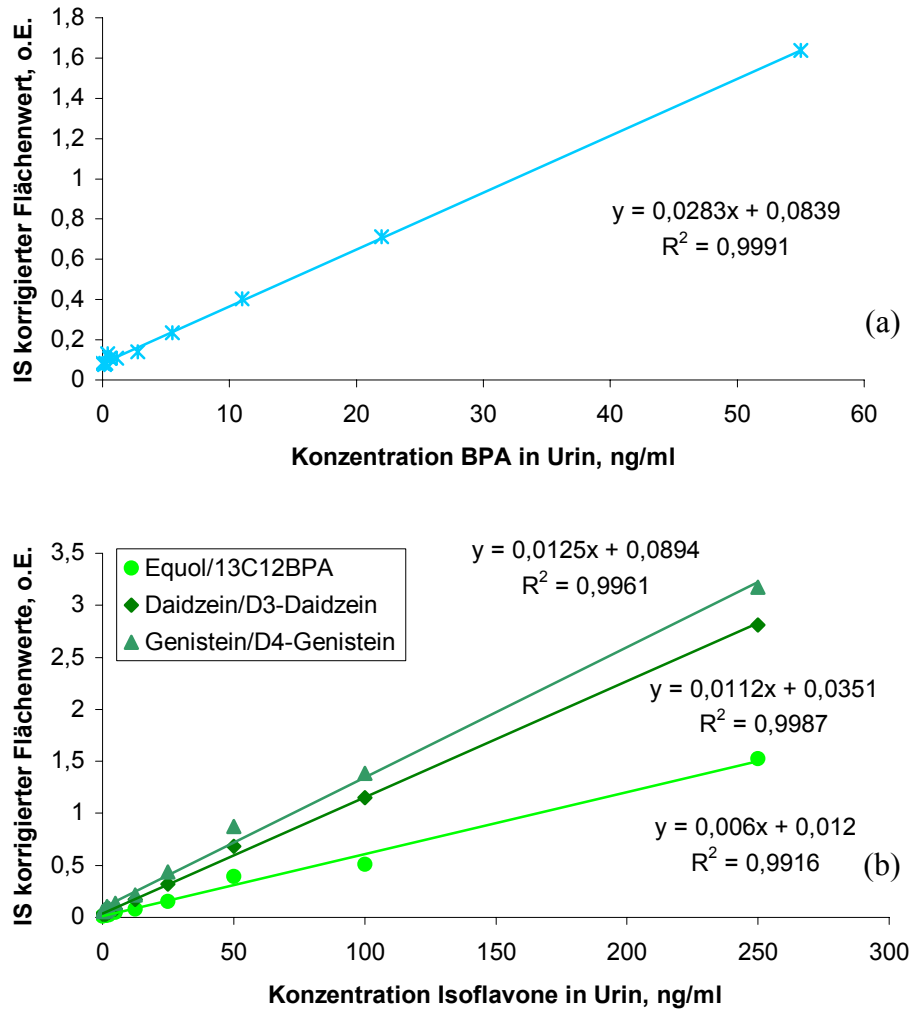 IS korrigierter Flächenwert, o.E.
1,8
1,6
1,4
1,2
1
0,8
0,6
0,4
0,2
0
y = 0,0283x + 0,0839
R² = 0,9991
(a)
0 10 20 30 40 50 60
Konzentration BPA in Urin, ng/ml
IS korrigierter Flächenwerte, o.E.
3,5
3
2,5
2
1,5
1
0,5
0
Equol/13C12BPA
Daidzein/D3-Daidzein
Genistein/D4-Genistein
y = 0,0125x + 0,0894
R² = 0,9961
y = 0,0112x + 0,0351
R² = 0,9987
y = 0,006x + 0,012
R² = 0,9916
(b)
0 50 100 150 200 250 300
Konzentration Isoflavone in Urin, ng/ml